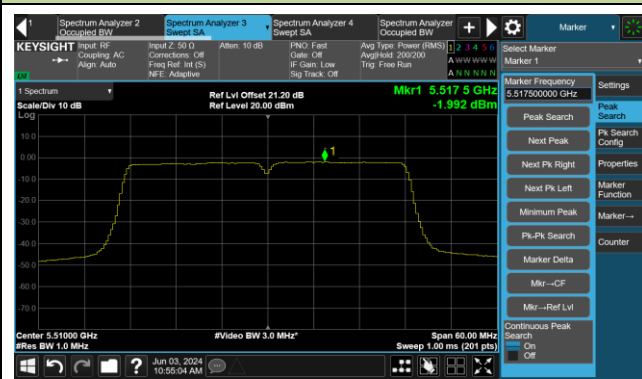 1
Spectrum Analyzer 2
Occupied BW
Spectrum Analyzer 3
Swept SA
Spectrum Analyzer 4
Swept SA
Spectrum Analyzer
Occupied BW
Marker
KEYSIGHT
Input: RF
Coupling: AC
Align: Auto
Input Z: 50 Ω
Corrections: Off
Freq Ref: Int (S)
NFE: Adaptive
Atten: 10 dB
PNO: Fast
Gate: Off
IF Gain: Low
Sig Track: Off
Avg Type: Power (RMS)
Avg|Hold: 200/200
Trig: Free Run
1 2 3 4 5 6
A W W W W W
A N N N N N
LXI
Select Marker
Marker 1
1 Spectrum
Scale/Div 10 dB
Log
Ref Lvl Offset 21.20 dB
Ref Level 20.00 dBm
Mkr1 5.517 5 GHz
-1.992 dBm
10.0
0.00
-10.0
-20.0
-30.0
-40.0
-50.0
-60.0
-70.0
1
Center 5.51000 GHz
#Res BW 1.0 MHz
#Video BW 3.0 MHz*
Span 60.00 MHz
Sweep 1.00 ms (201 pts)
Marker Frequency
5.517500000 GHz
Peak Search
Next Peak
Next Pk Right
Next Pk Left
Minimum Peak
Pk-Pk Search
Marker Delta
Mkr→CF
Mkr→Ref Lvl
Continuous Peak
Search
On
Off
Settings
Peak
Search
Pk Search
Config
Properties
Marker
Function
Marker→
Counter
?
Jun 03, 2024
10:55:04 AM